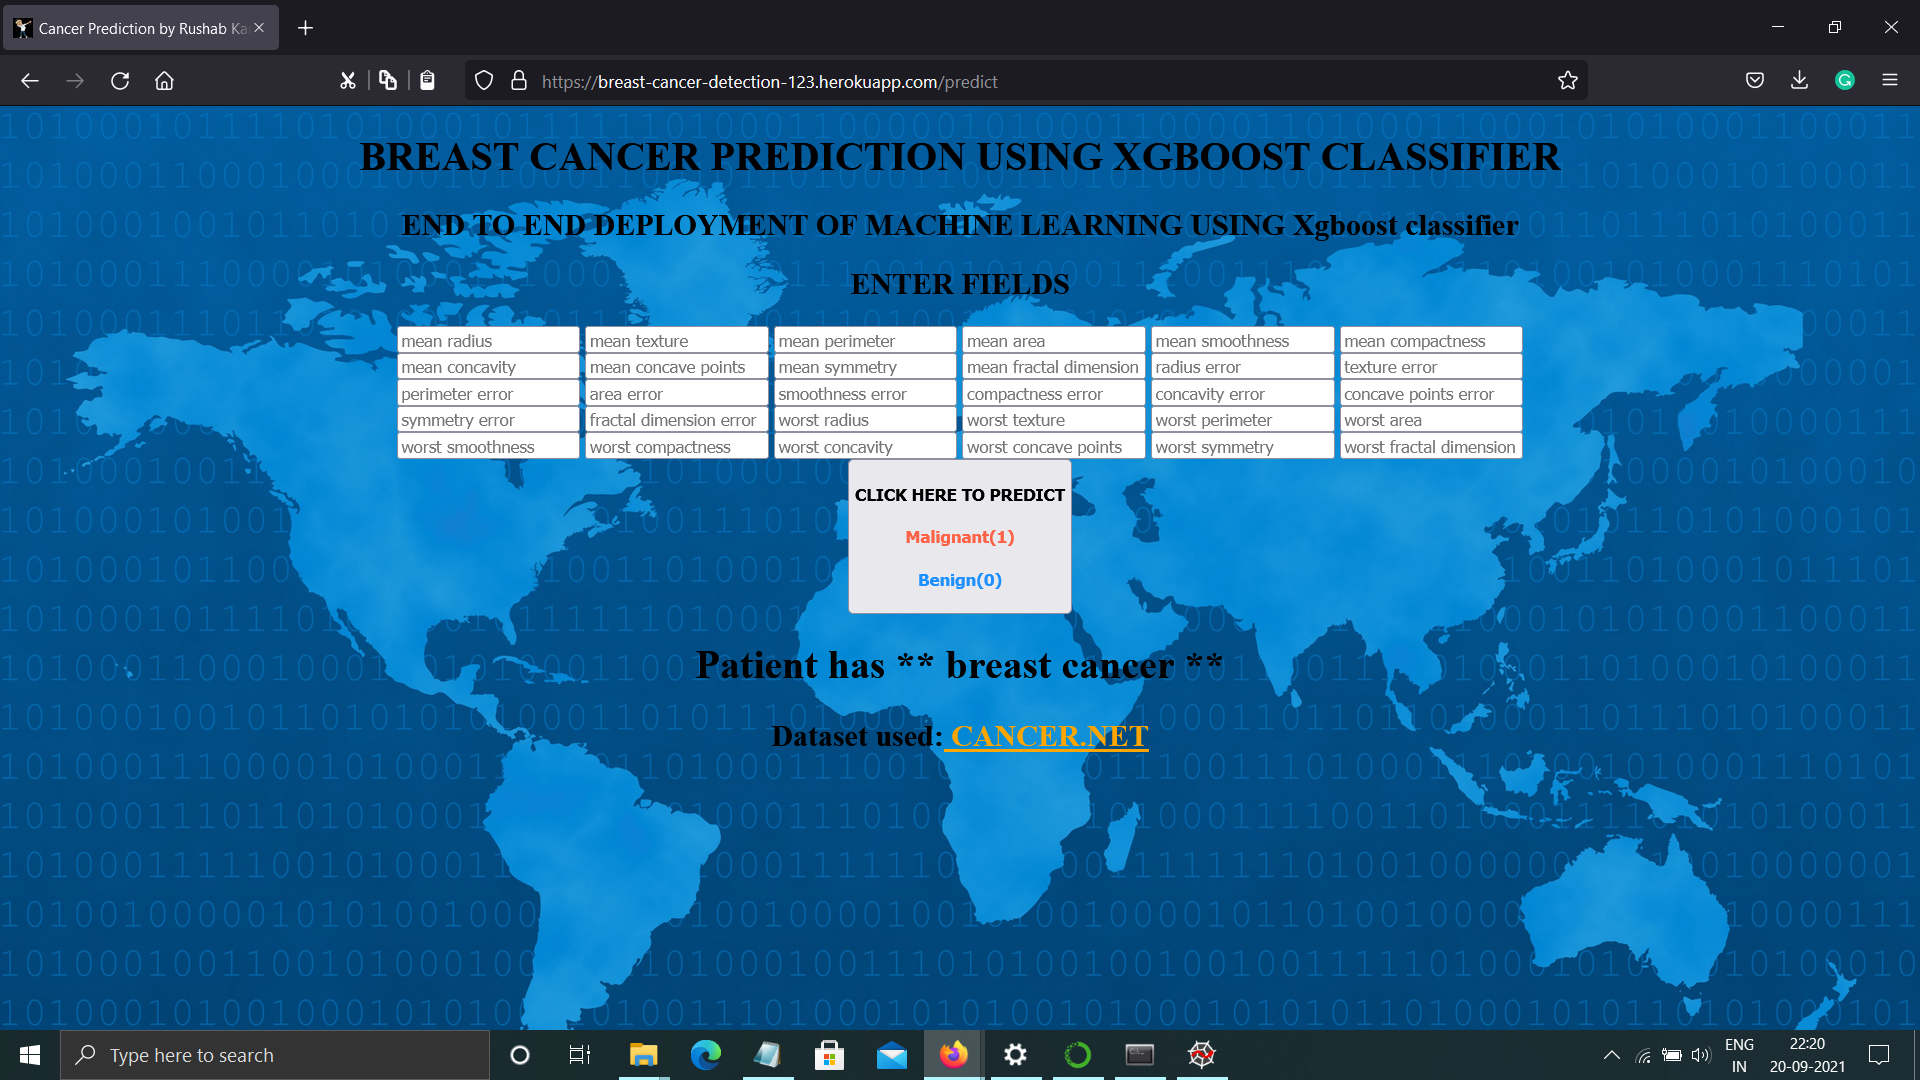 Cancer Prediction by Rushab Ka
https://breast-cancer-detection-123.herokuapp.com/predict
BREAST CANCER PREDICTION USING XGBOOST CLASSIFIER
END TO END DEPLOYMENT OF MACHINE LEARNING USING Xgboost classifier
ENTER FIELDS
mean radius mean texture mean perimeter mean area mean smoothness mean compactness
mean concavity mean concave points mean symmetry mean fractal dimension radius error texture error
perimeter error area error smoothness error compactness error concavity error concave points error
symmetry error fractal dimension error worst radius worst texture worst perimeter worst area
worst smoothness worst compactness worst concavity worst concave points worst symmetry worst fractal dimension
CLICK HERE TO PREDICT
Malignant(1)
Benign(0)
Patient has ** breast cancer **
Dataset used: CANCER.NET
Type here to search
ENG
IN
22:20
20-09-2021